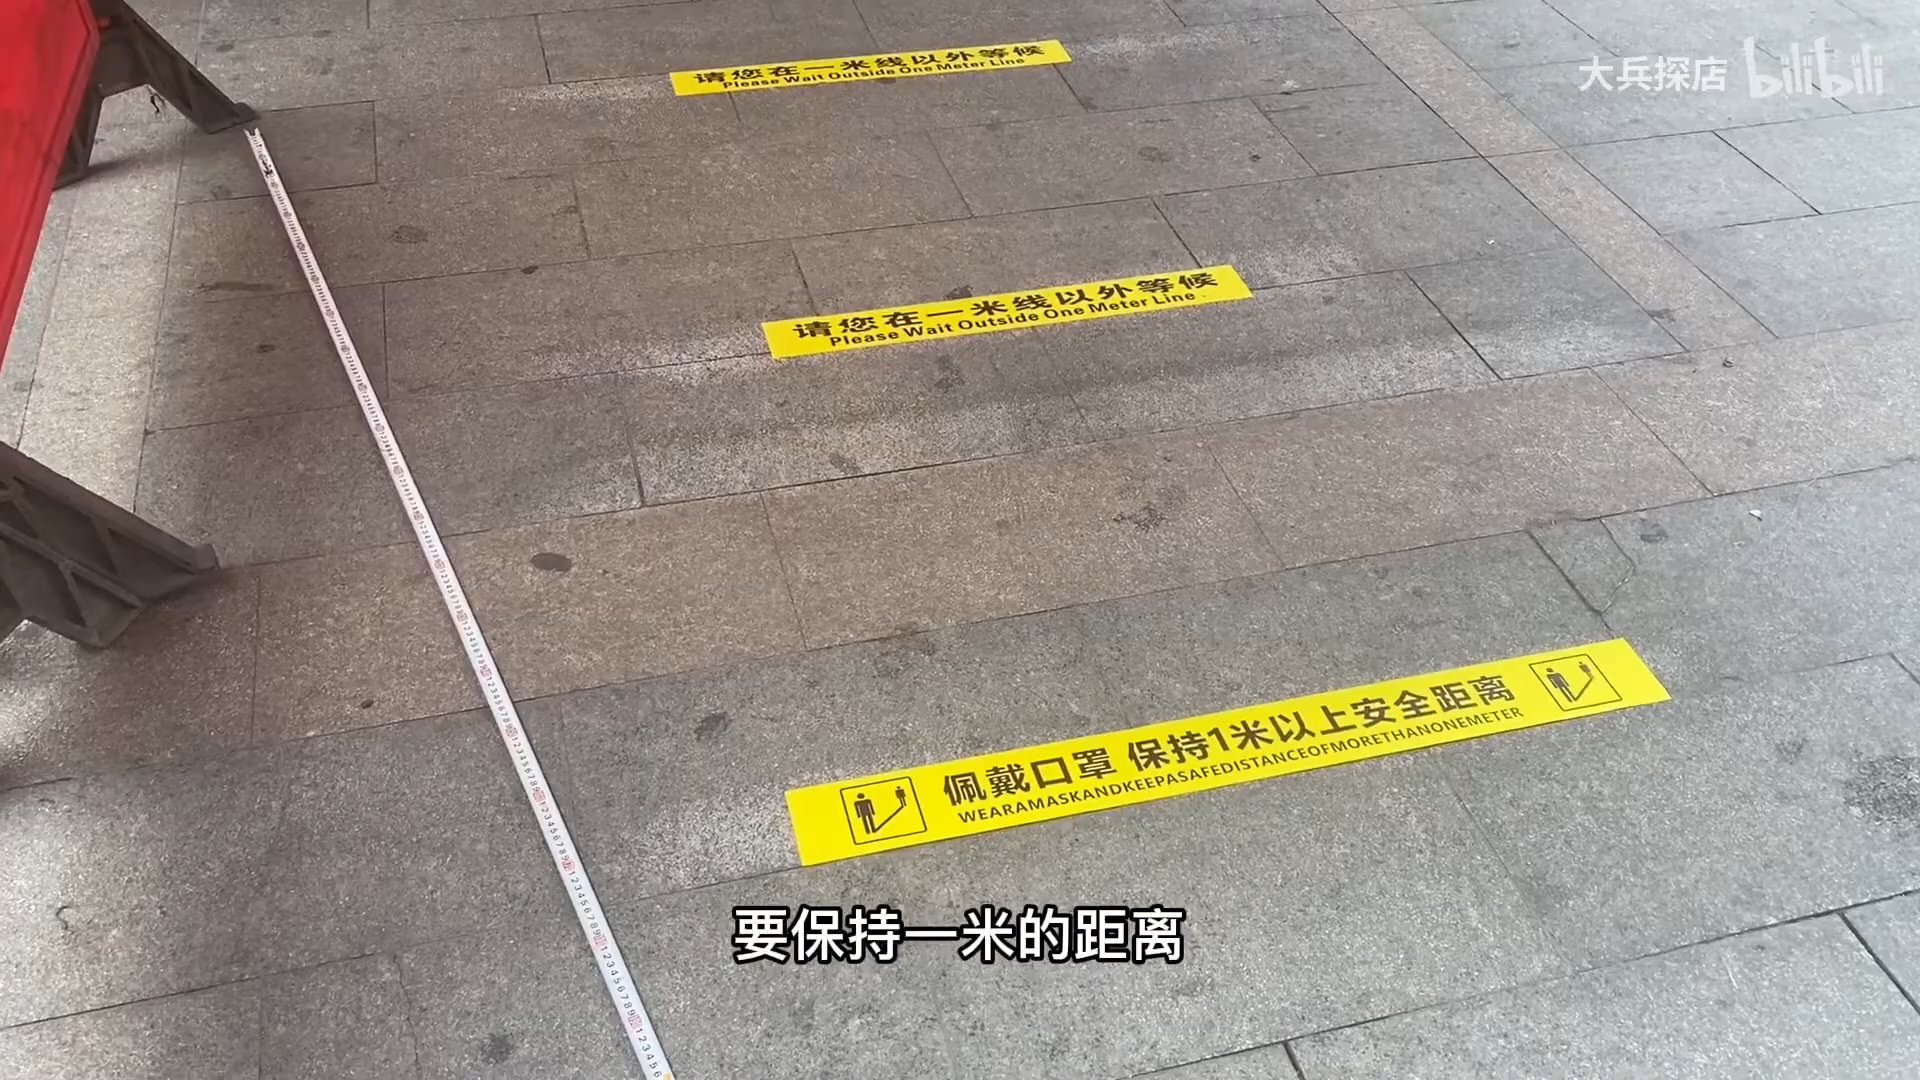 大兵探店 bilibili
请您在一米线以外等候
Please Wait Outside One Meter Line
请您在一米线以外等候
Please Wait Outside One Meter Line
佩戴口罩 保持1米以上安全距离
WEARAMASKANDKEEPASAFEDISTANCEOFMORETHANONEMETER
要保持一米的距离